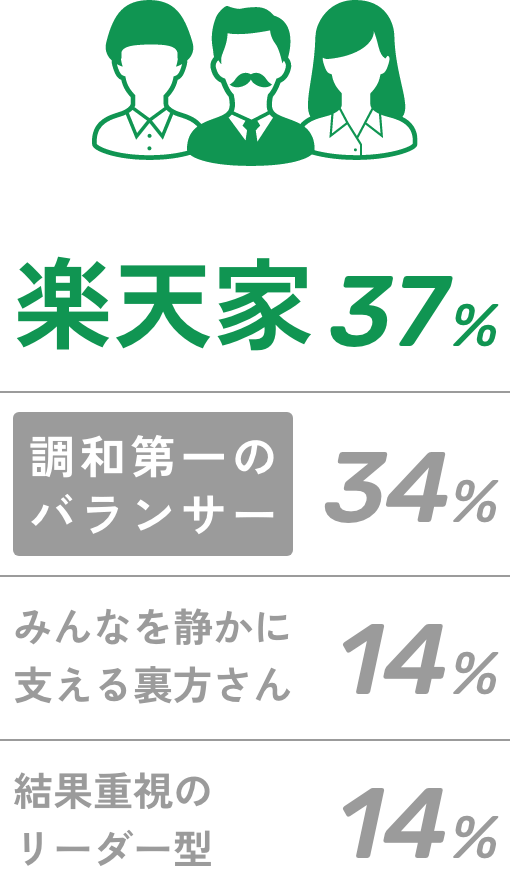 楽天家 37%
調和第一の
バランサー 34%
みんなを静かに
支える裏方さん 14%
結果重視の
リーダー型 14%